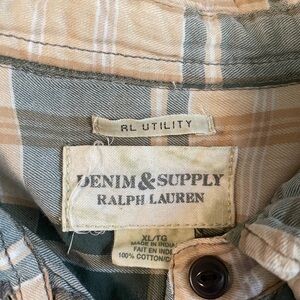 RL UTILITY
DENIM&SUPPLY
RALPH LAUREN
XL/TG
MADE IN INDIA
FAIT EN INDE
100% COTTON/C